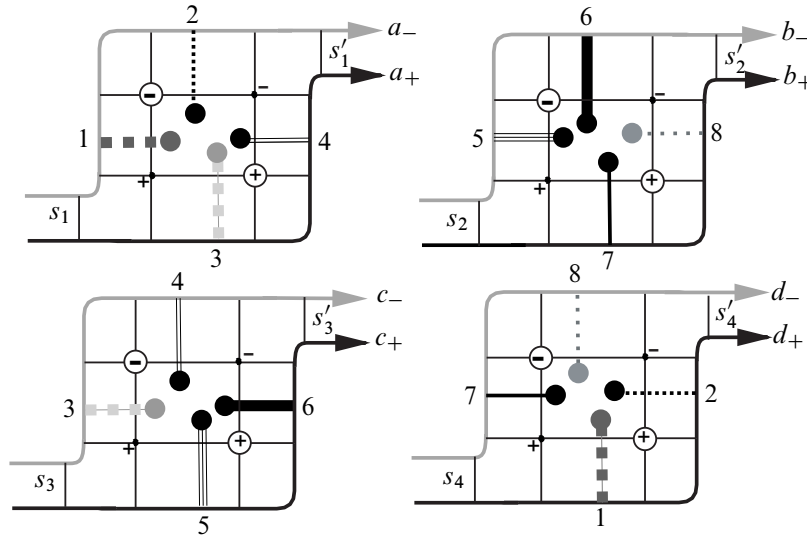 2
a₋
s′₁
a₊
−
−
1
4
+
+
s₁
3
6
b₋
s′₂
b₊
−
−
5
8
+
+
s₂
7
4
c₋
s′₃
c₊
−
−
3
6
+
+
s₃
5
8
d₋
s′₄
d₊
−
−
7
2
+
+
s₄
1